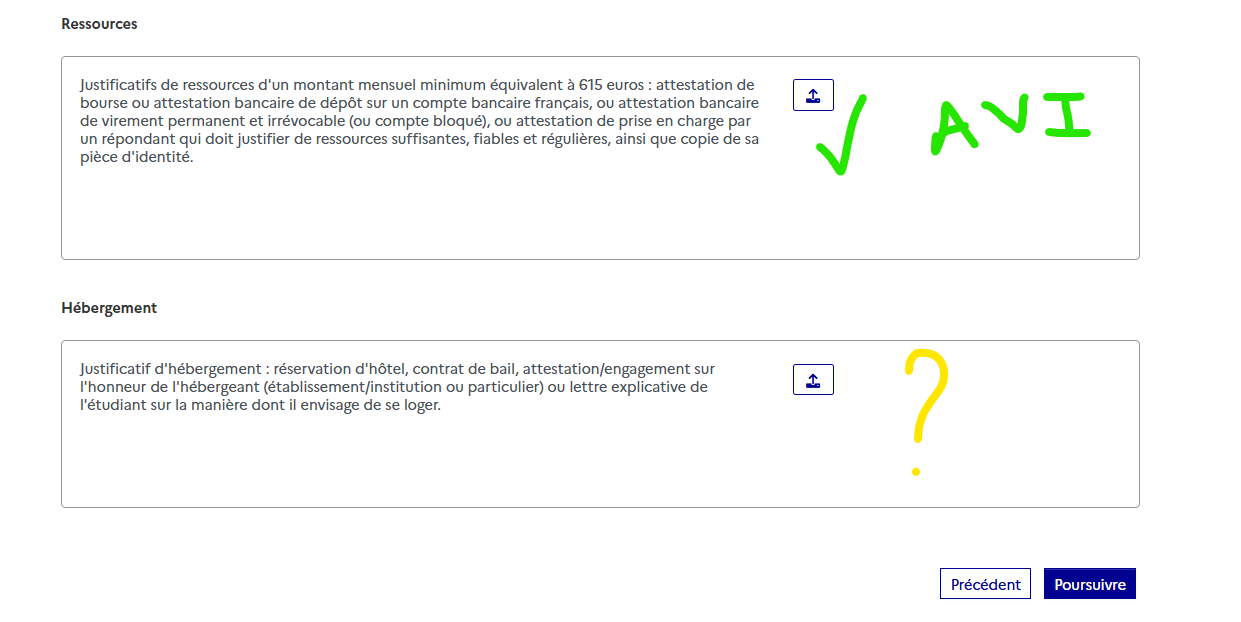 Ressources
Justificatifs de ressources d'un montant mensuel minimum équivalent à 615 euros : attestation de
bourse ou attestation bancaire de dépôt sur un compte bancaire français, ou attestation bancaire
de virement permanent et irrévocable (ou compte bloqué), ou attestation de prise en charge par
un répondant qui doit justifier de ressources suffisantes, fiables et régulières, ainsi que copie de sa
pièce d'identité.
AVI
Hébergement
Justificatif d'hébergement : réservation d'hôtel, contrat de bail, attestation/engagement sur
l'honneur de l'hébergeant (établissement/institution ou particulier) ou lettre explicative de
l'étudiant sur la manière dont il envisage de se loger.
?
Précédent Poursuivre